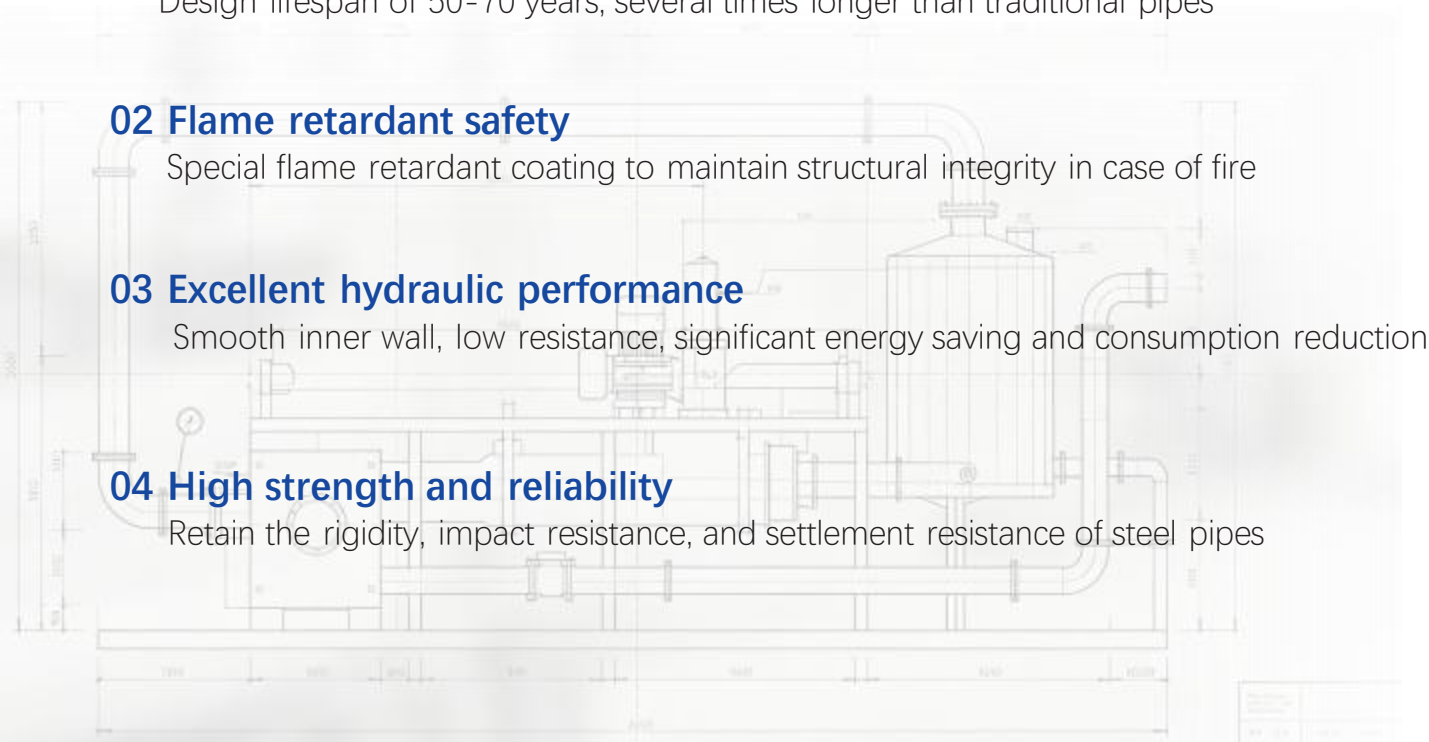 Design lifespan of 50-70 years, several times longer than traditional pipes
02 Flame retardant safety
Special flame retardant coating to maintain structural integrity in case of fire
03 Excellent hydraulic performance
Smooth inner wall, low resistance, significant energy saving and consumption reduction
04 High strength and reliability
Retain the rigidity, impact resistance, and settlement resistance of steel pipes